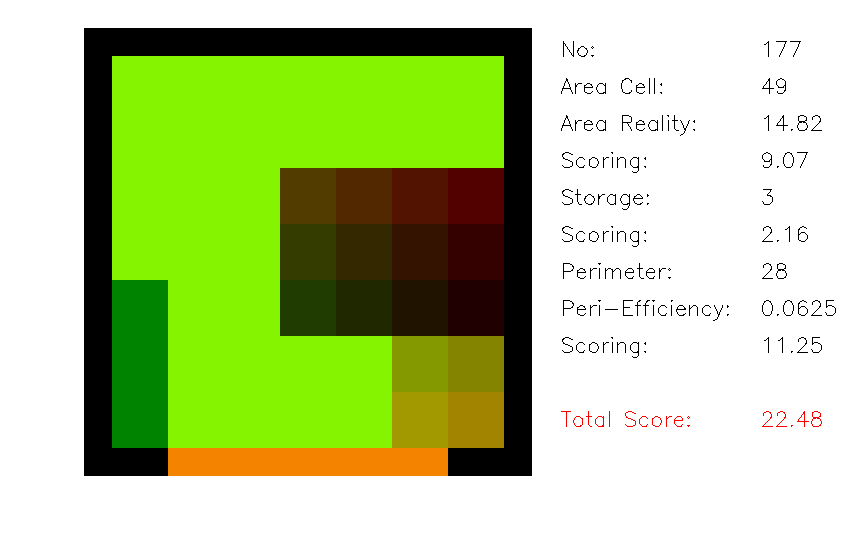 No: 177
Area Cell: 49
Area Reality: 14.82
Scoring: 9.07
Storage: 3
Scoring: 2.16
Perimeter: 28
Peri-Efficiency: 0.0625
Scoring: 11.25
Total Score: 22.48